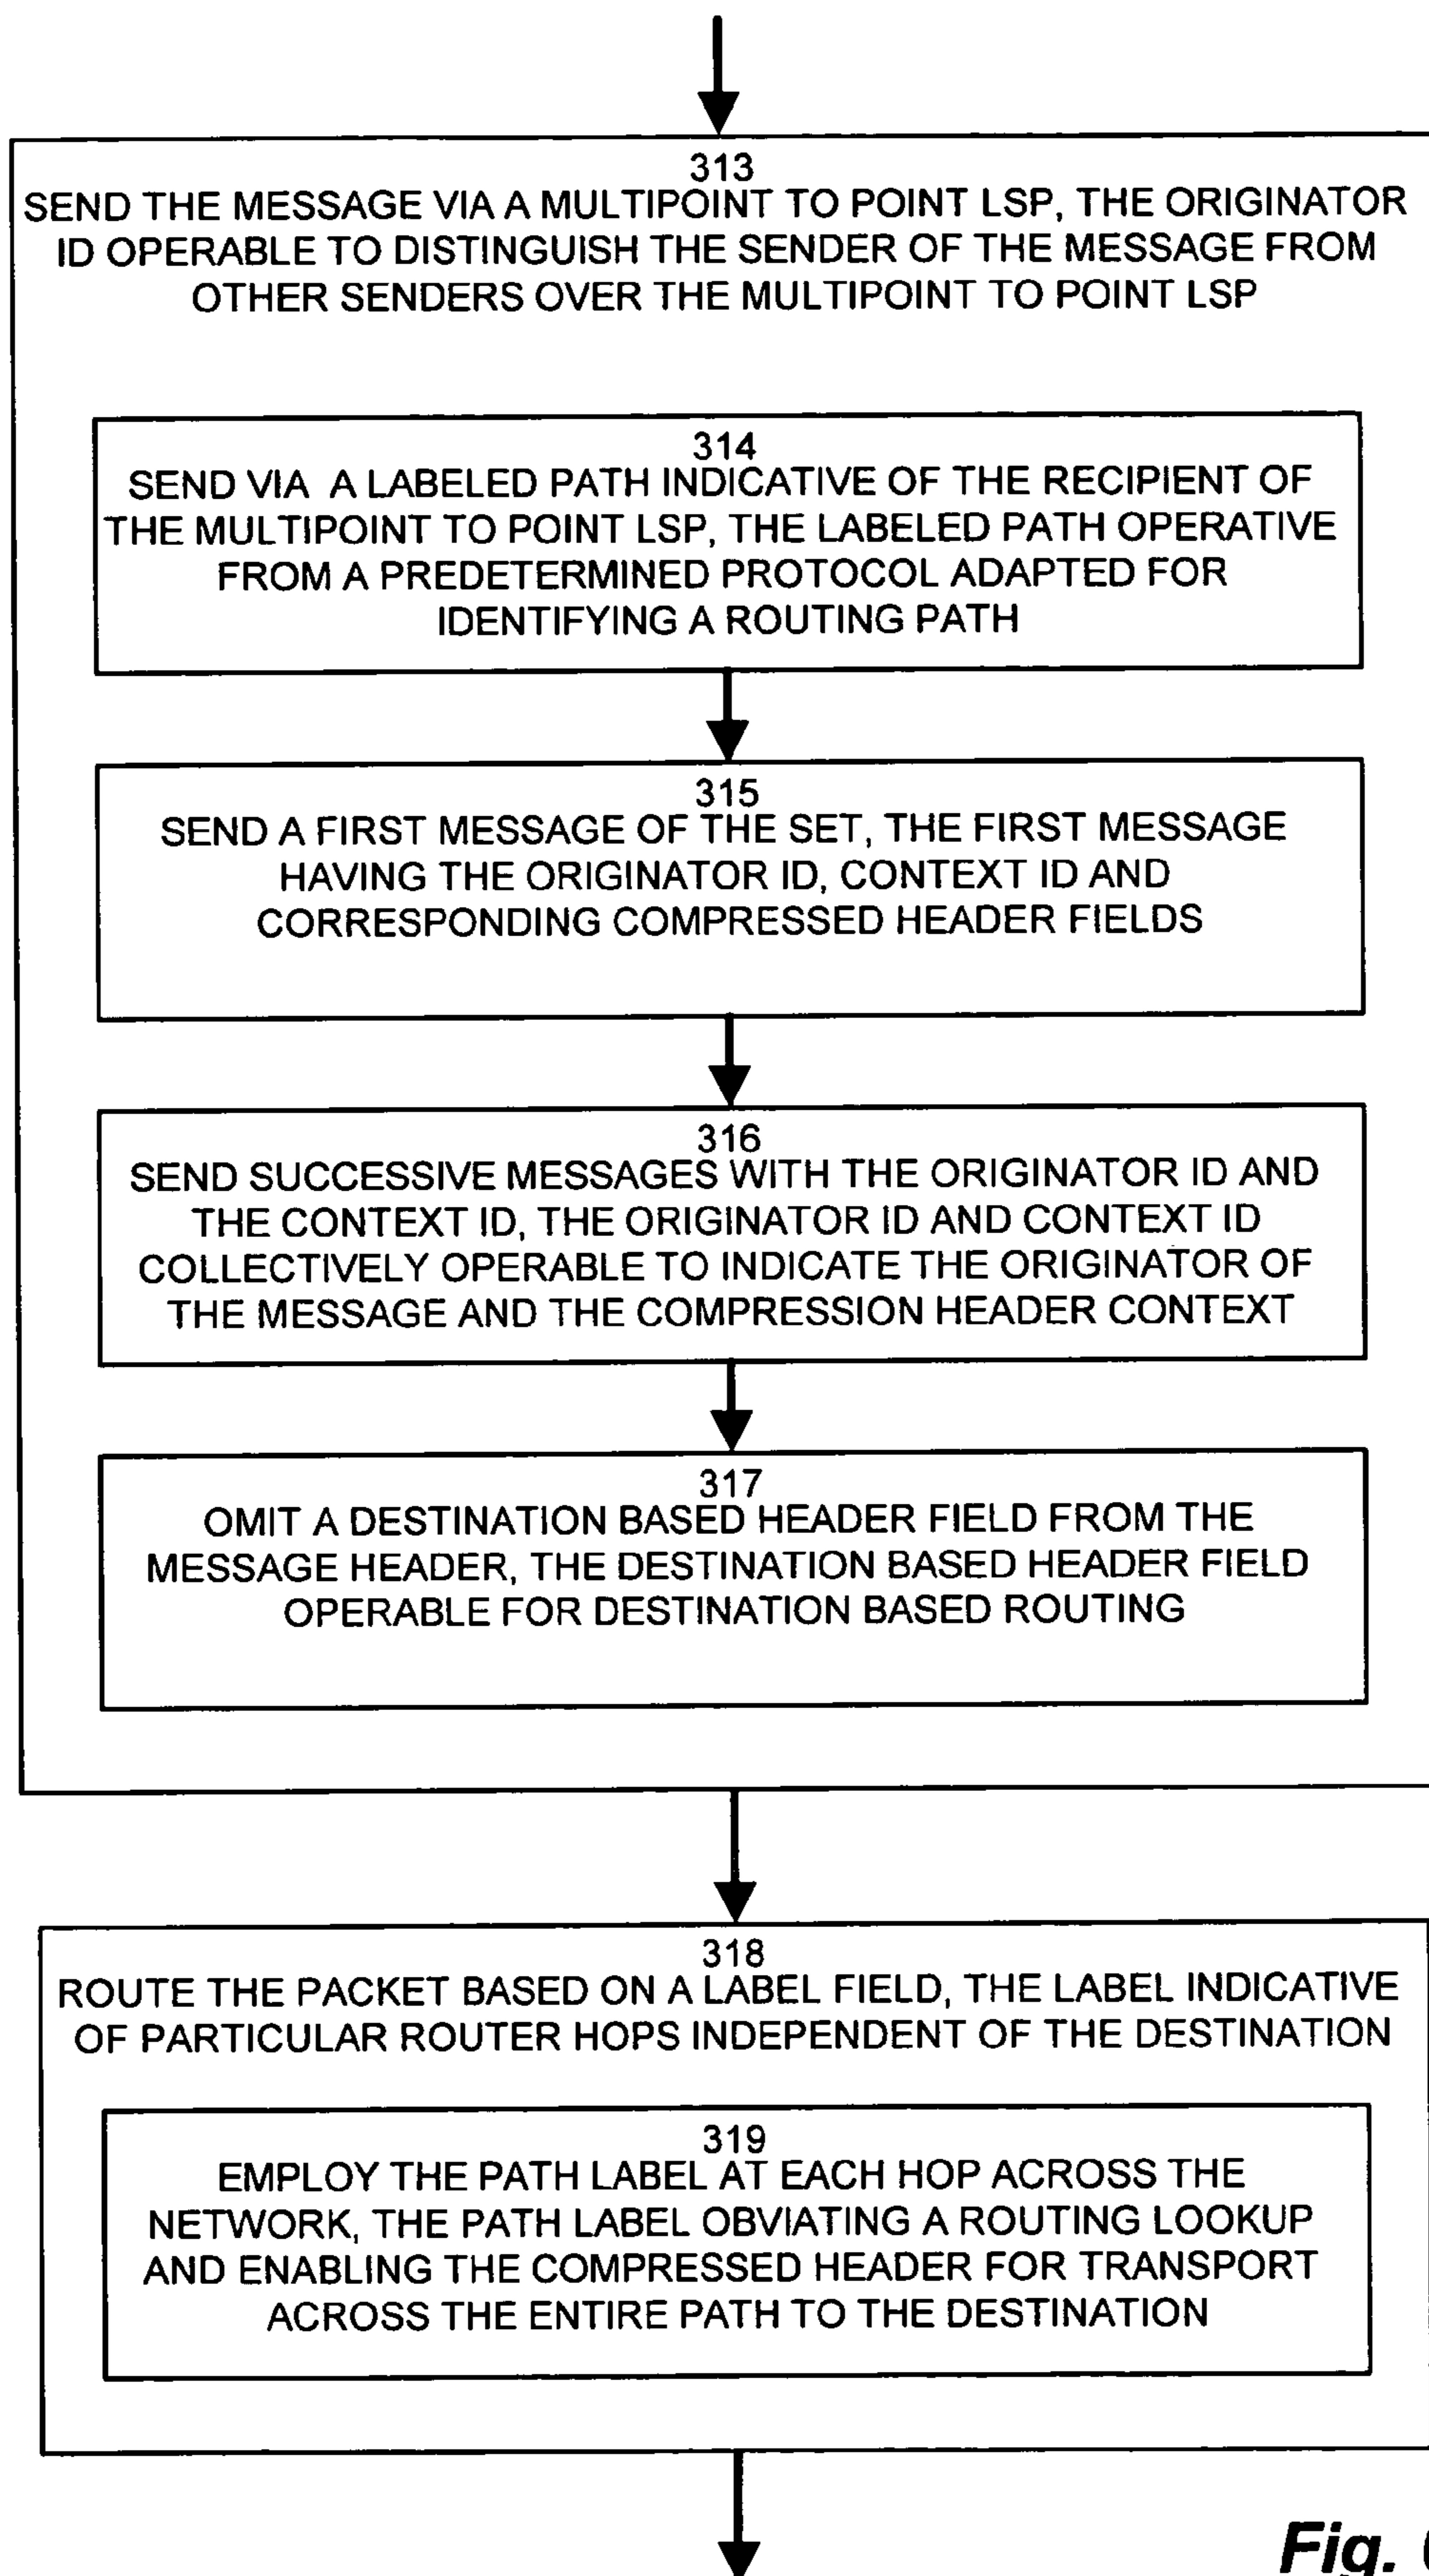 313
SEND THE MESSAGE VIA A MULTIPOINT TO POINT LSP, THE ORIGINATOR
ID OPERABLE TO DISTINGUISH THE SENDER OF THE MESSAGE FROM
OTHER SENDERS OVER THE MULTIPOINT TO POINT LSP
314
SEND VIA A LABELED PATH INDICATIVE OF THE RECIPIENT OF
THE MULTIPOINT TO POINT LSP, THE LABELED PATH OPERATIVE
FROM A PREDETERMINED PROTOCOL ADAPTED FOR
IDENTIFYING A ROUTING PATH
315
SEND A FIRST MESSAGE OF THE SET, THE FIRST MESSAGE
HAVING THE ORIGINATOR ID, CONTEXT ID AND
CORRESPONDING COMPRESSED HEADER FIELDS
316
SEND SUCCESSIVE MESSAGES WITH THE ORIGINATOR ID AND
THE CONTEXT ID, THE ORIGINATOR ID AND CONTEXT ID
COLLECTIVELY OPERABLE TO INDICATE THE ORIGINATOR OF
THE MESSAGE AND THE COMPRESSION HEADER CONTEXT
317
OMIT A DESTINATION BASED HEADER FIELD FROM THE
MESSAGE HEADER, THE DESTINATION BASED HEADER FIELD
OPERABLE FOR DESTINATION BASED ROUTING
318
ROUTE THE PACKET BASED ON A LABEL FIELD, THE LABEL INDICATIVE
OF PARTICULAR ROUTER HOPS INDEPENDENT OF THE DESTINATION
319
EMPLOY THE PATH LABEL AT EACH HOP ACROSS THE
NETWORK, THE PATH LABEL OBVIATING A ROUTING LOOKUP
AND ENABLING THE COMPRESSED HEADER FOR TRANSPORT
ACROSS THE ENTIRE PATH TO THE DESTINATION
Fig.